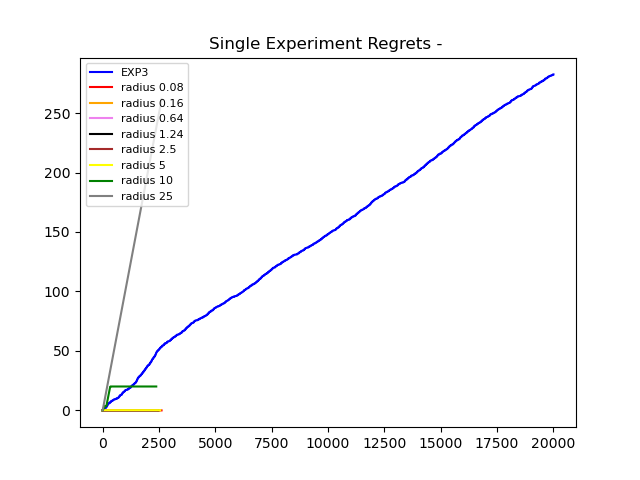 Single Experiment Regrets -
EXP3
radius 0.08
radius 0.16
radius 0.64
radius 1.24
radius 2.5
radius 5
radius 10
radius 25
250
200
150
100
50
0
0 2500 5000 7500 10000 12500 15000 17500 20000